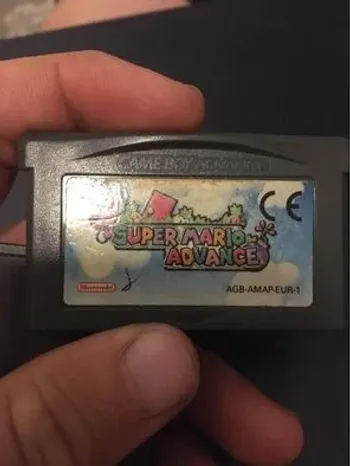 GAME BOY ADVANCE
CE
SUPER MARIO
ADVANCE
Nintendo
AGB-AMAP-EUR-1